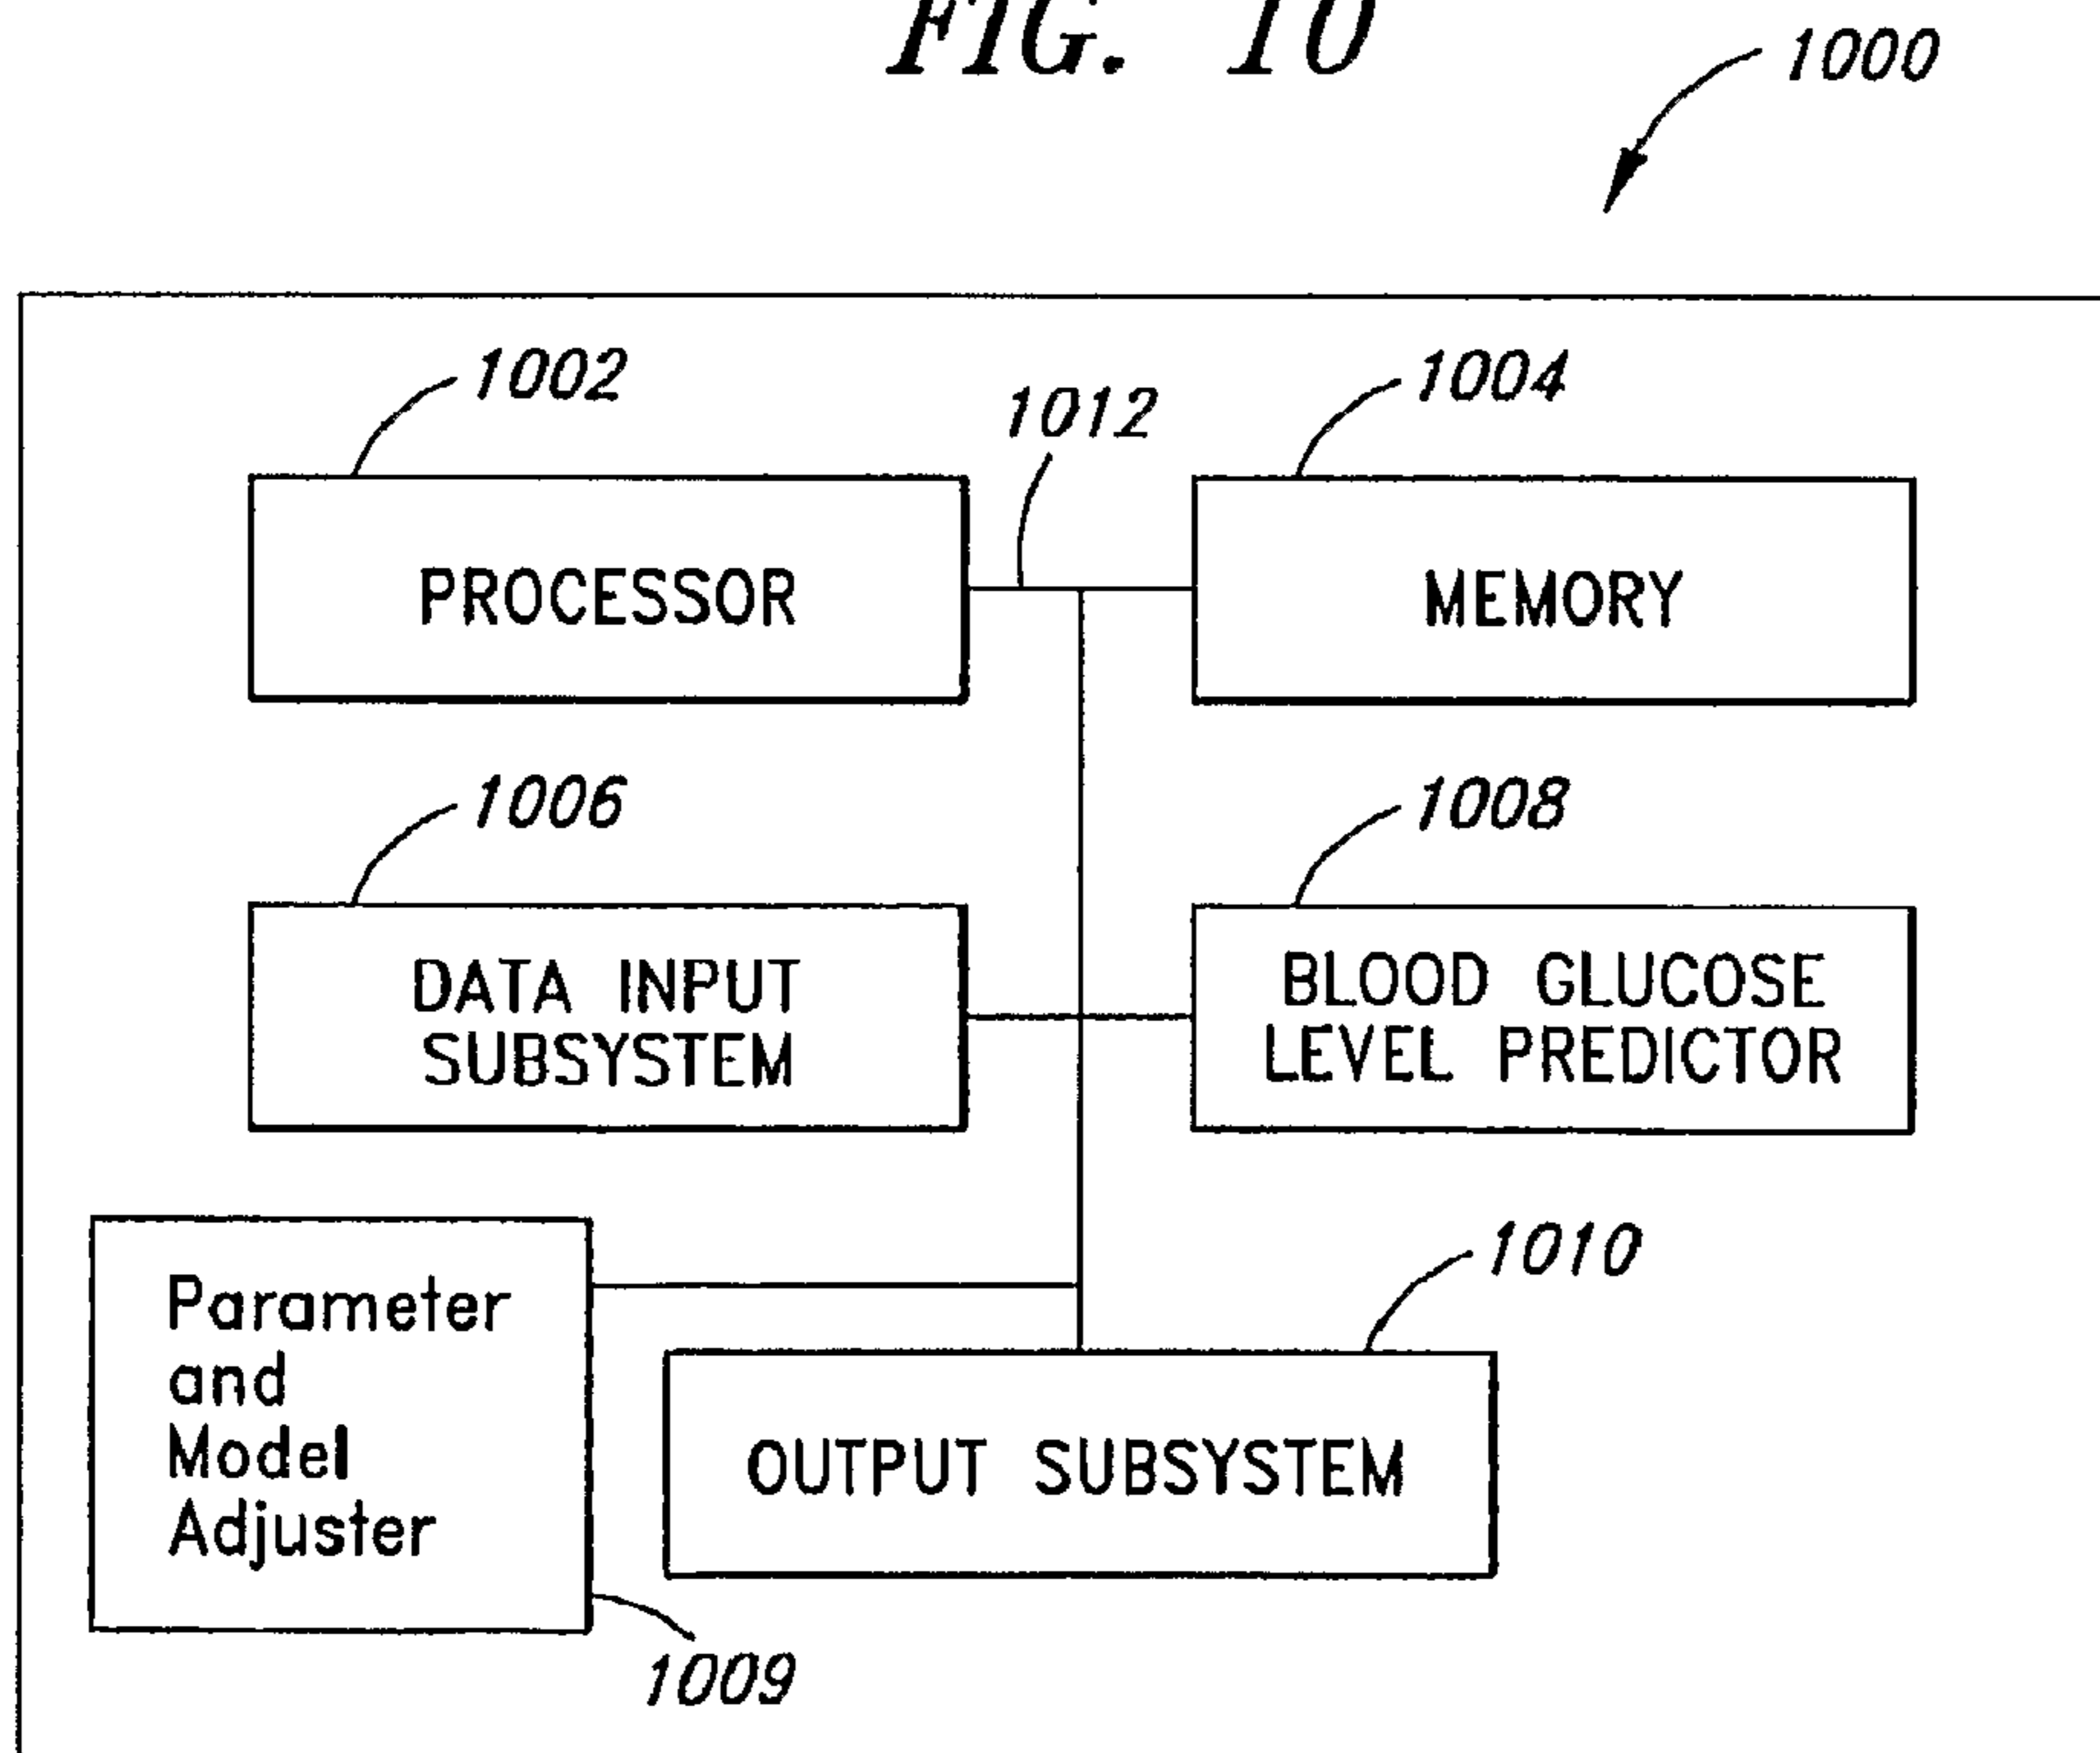 FIG. 10
1000
1002
1012
1004
PROCESSOR
MEMORY
1006
1008
DATA INPUT
SUBSYSTEM
BLOOD GLUCOSE
LEVEL PREDICTOR
Parameter
and
Model
Adjuster
1010
OUTPUT SUBSYSTEM
1009